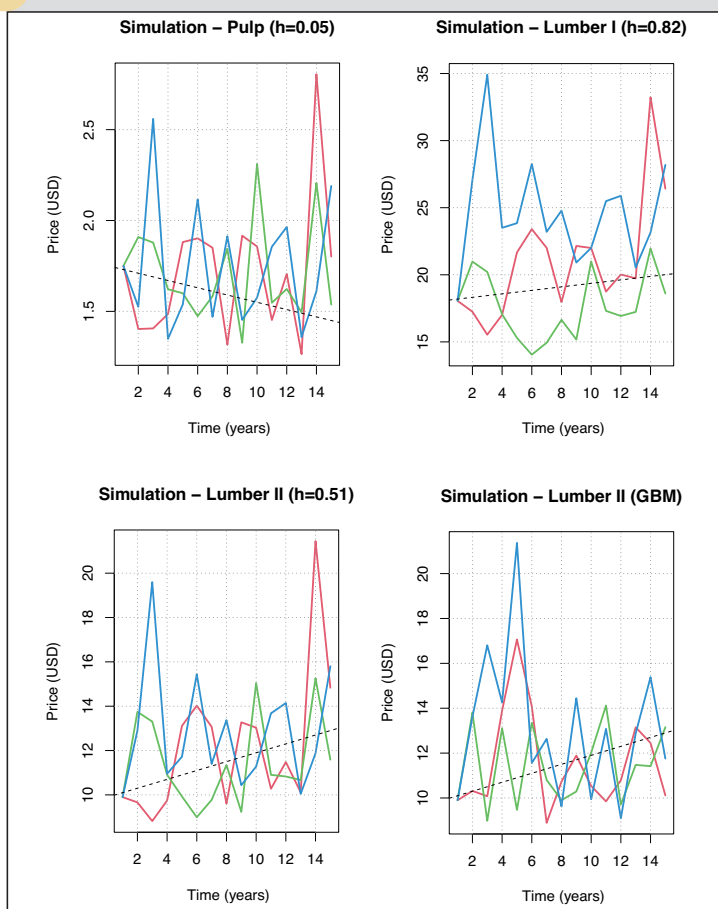 Simulation – Pulp (h=0.05)
Price (USD)
2.5
2.0
1.5
2 4 6 8 10 12 14
Time (years)
Simulation – Lumber I (h=0.82)
Price (USD)
35
30
25
20
15
2 4 6 8 10 12 14
Time (years)
Simulation – Lumber II (h=0.51)
Price (USD)
20
18
16
14
12
10
2 4 6 8 10 12 14
Time (years)
Simulation – Lumber II (GBM)
Price (USD)
20
18
16
14
12
10
2 4 6 8 10 12 14
Time (years)